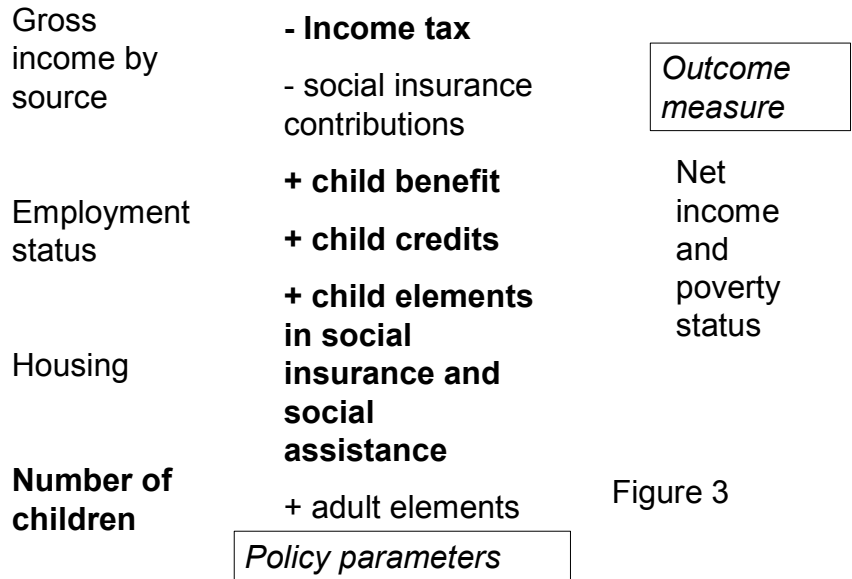 Gross
income by
source
Employment
status
Housing
Number of
children
- Income tax
- social insurance
contributions
+ child benefit
+ child credits
+ child elements
in social
insurance and
social
assistance
+ adult elements
Policy parameters
Outcome
measure
Net
income
and
poverty
status
Figure 3